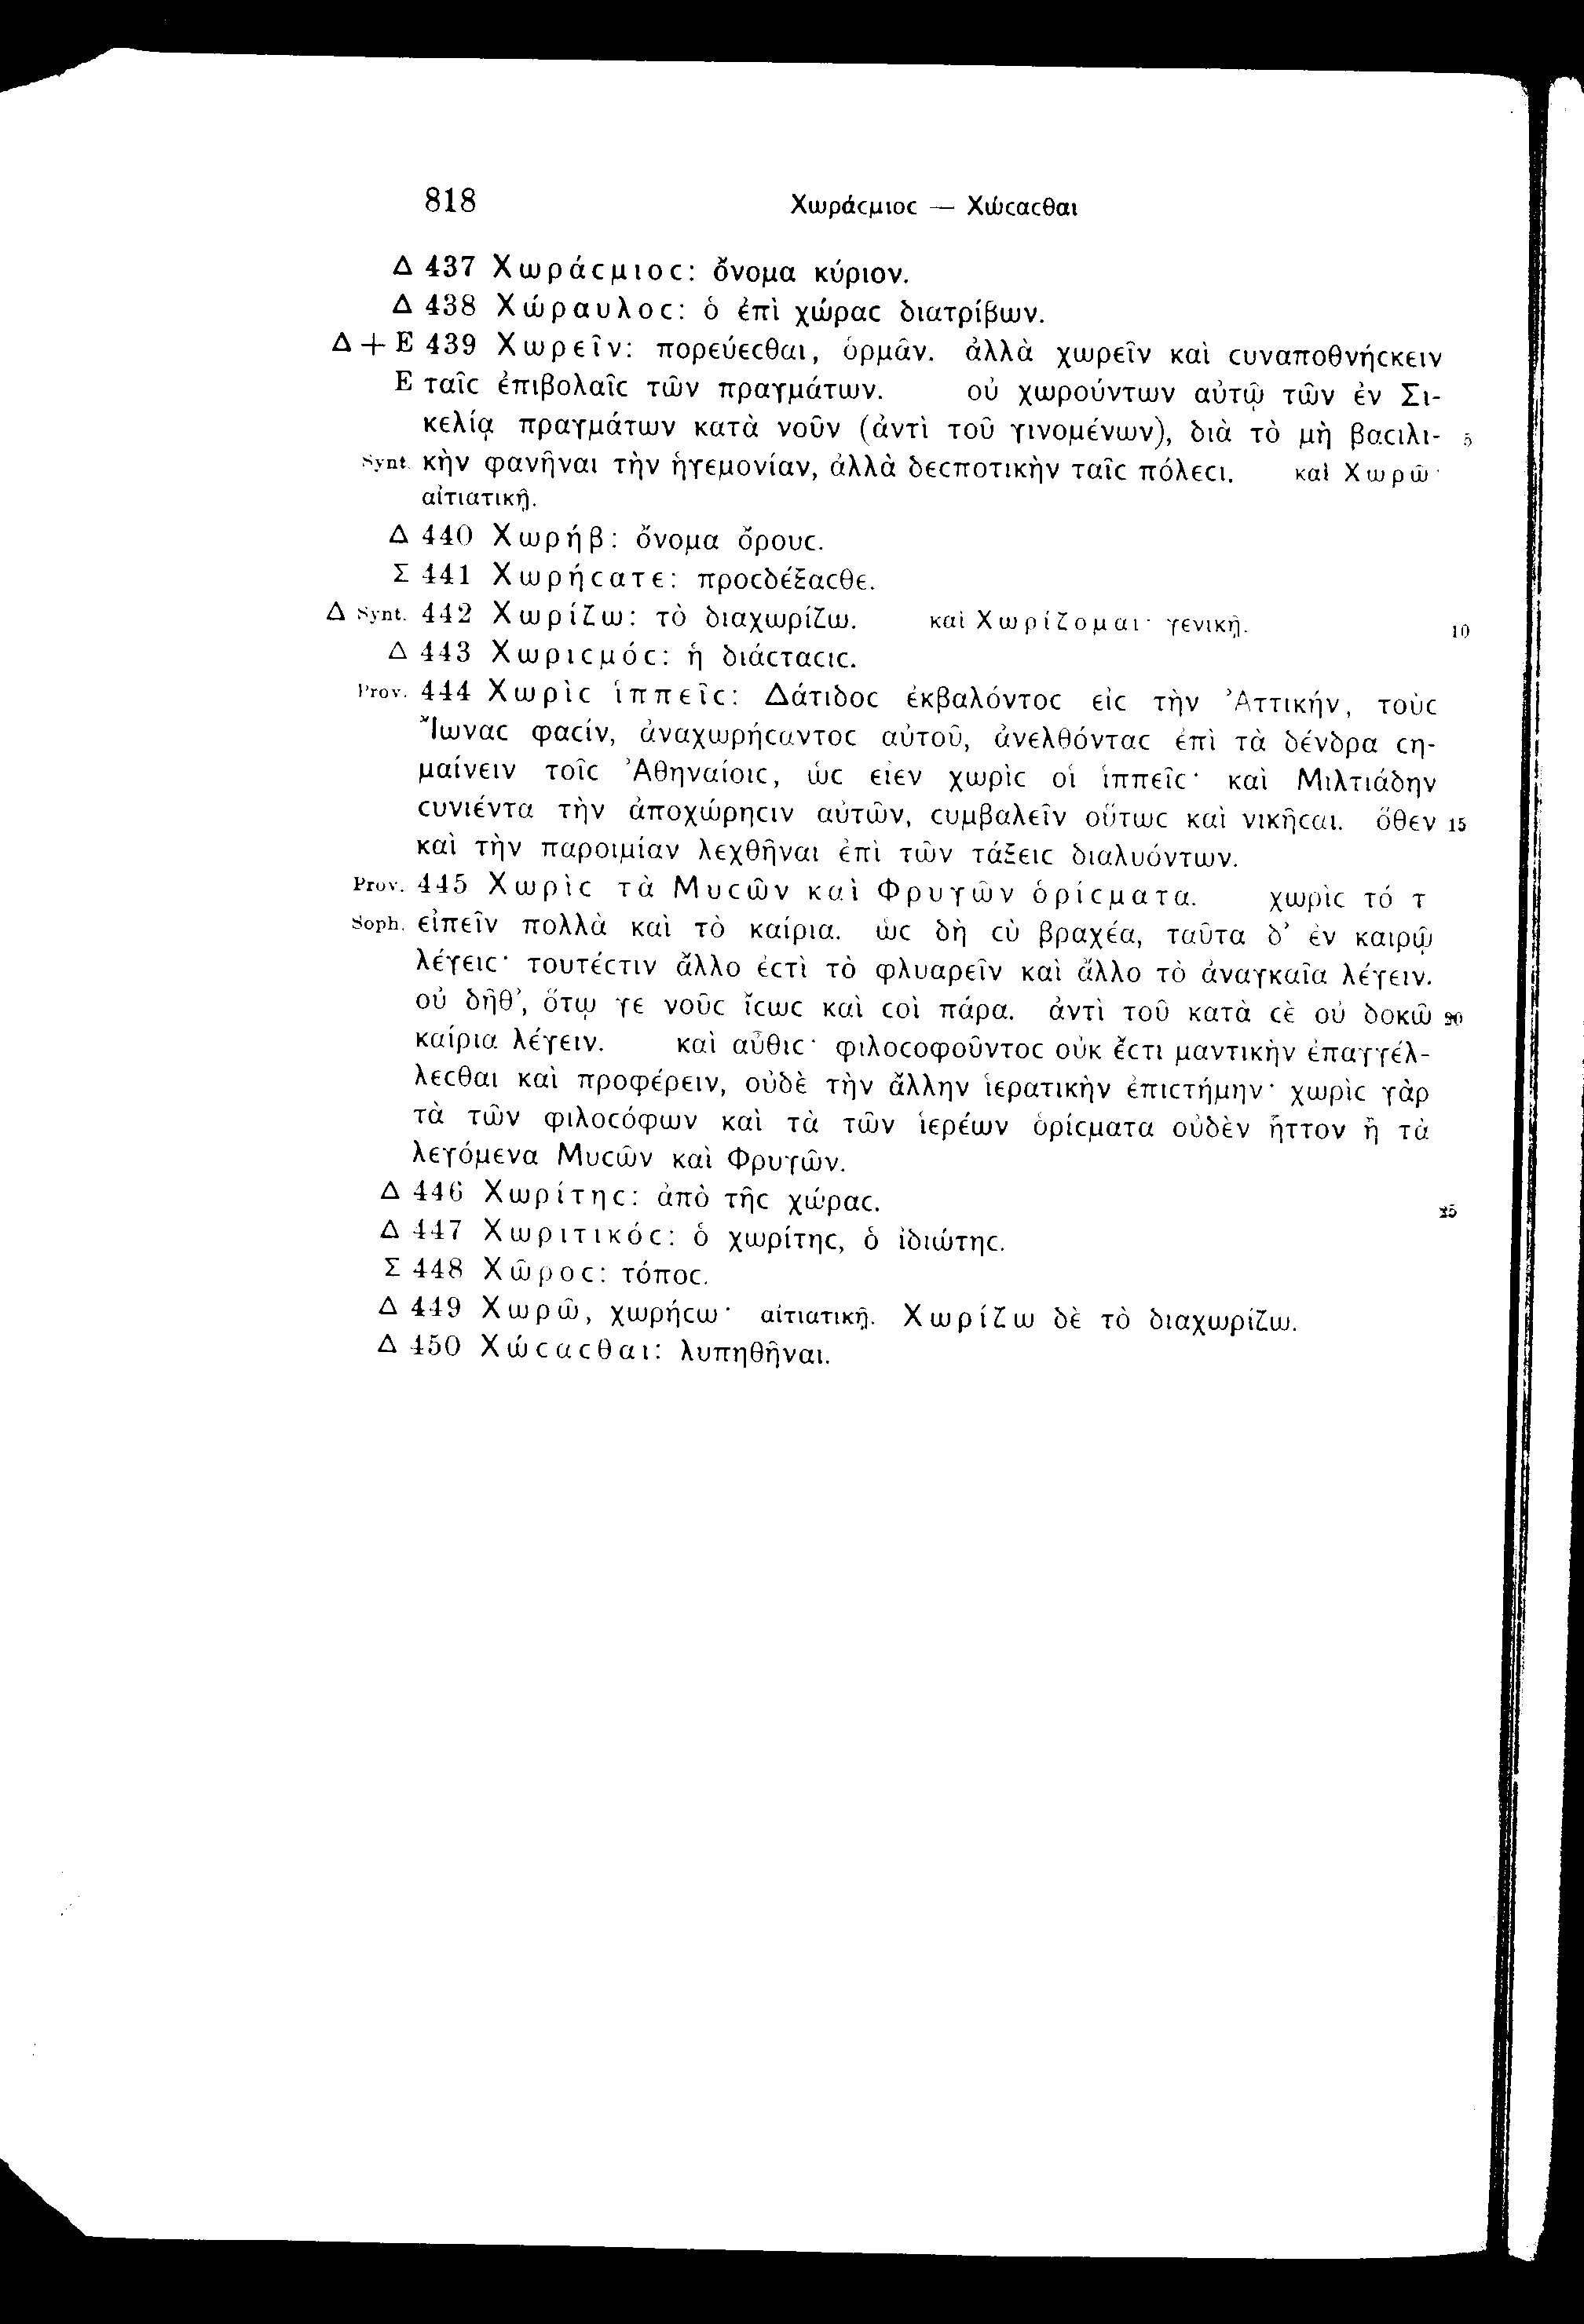 818 Χωράϲμιοϲ — Χώϲαϲθαι
Δ 437 Χωράϲμιοϲ: ὄνομα κύριον.
Δ 438 Χώραυλοϲ: ὁ ἐπὶ χώραϲ διατρίβων.
Δ + Ε 439 Χωρεῖν: πορεύεϲθαι, ὁρμᾶν. ἀλλὰ χωρεῖν καὶ ϲυναποθνήϲκειν
Ε ταῖϲ ἐπιβολαῖϲ τῶν πραγμάτων. οὐ χωρούντων αὐτῷ τῶν ἐν Σι-
κελίᾳ πραγμάτων κατὰ νοῦν (ἀντὶ τοῦ γινομένων), διὰ τὸ μὴ βαϲιλι- 5
Synt. κὴν φανῆναι τὴν ἡγεμονίαν, ἀλλὰ δεϲποτικὴν ταῖϲ πόλεϲι. καὶ Χωρῶ·
αἰτιατικῇ.
Δ 440 Χωρήβ: ὄνομα ὄρουϲ.
Σ 441 Χωρήϲατε: προϲδέξαϲθε.
Δ Synt. 442 Χωρίζω: τὸ διαχωρίζω. καὶ Χωρίζομαι· γενικῇ. 10
Δ 443 Χωριϲμόϲ: ἡ διάϲταϲιϲ.
Prov. 444 Χωρὶϲ ἱππεῖϲ: Δάτιδοϲ ἐκβαλόντοϲ εἰϲ τὴν Ἀττικήν, τοὺϲ
Ἴωναϲ φαϲίν, ἀναχωρήϲαντοϲ αὐτοῦ, ἀνελθόνταϲ ἐπὶ τὰ δένδρα ϲη-
μαίνειν τοῖϲ Ἀθηναίοιϲ, ὡϲ εἶεν χωρὶϲ οἱ ἱππεῖϲ· καὶ Μιλτιάδην
ϲυνιέντα τὴν ἀποχώρηϲιν αὐτῶν, ϲυμβαλεῖν οὕτωϲ καὶ νικῆϲαι. ὅθεν 15
καὶ τὴν παροιμίαν λεχθῆναι ἐπὶ τῶν τάξειϲ διαλυόντων.
Prov. 445 Χωρὶϲ τὰ Μυϲῶν καὶ Φρυγῶν ὁρίϲματα. χωρὶϲ τό τ
Soph. εἰπεῖν πολλὰ καὶ τὸ καίρια. ὡϲ δὴ ϲὺ βραχέα, ταῦτα δ’ ἐν καιρῷ
λέγειϲ· τουτέϲτιν ἄλλο ἐϲτὶ τὸ φλυαρεῖν καὶ ἄλλο τὸ ἀναγκαῖα λέγειν.
οὐ δῆθ’, ὅτῳ γε νοῦϲ ἴϲωϲ καὶ ϲοὶ πάρα. ἀντὶ τοῦ κατὰ ϲὲ οὐ δοκῶ 20
καίρια λέγειν. καὶ αὖθιϲ· φιλοϲοφοῦντοϲ οὐκ ἔϲτι μαντικὴν ἐπαγγέλ-
λεϲθαι καὶ προφέρειν, οὐδὲ τὴν ἄλλην ἱερατικὴν ἐπιϲτήμην· χωρὶϲ γὰρ
τὰ τῶν φιλοϲόφων καὶ τὰ τῶν ἱερέων ὁρίϲματα οὐδὲν ἧττον ἢ τὰ
λεγόμενα Μυϲῶν καὶ Φρυγῶν.
Δ 446 Χωρίτηϲ: ἀπὸ τῆϲ χώραϲ. 25
Δ 447 Χωριτικόϲ: ὁ χωρίτηϲ, ὁ ἰδιώτηϲ.
Σ 448 Χῶροϲ: τόποϲ.
Δ 449 Χωρῶ, χωρήϲω· αἰτιατικῇ. Χωρίζω δὲ τὸ διαχωρίζω.
Δ 450 Χώϲαϲθαι: λυπηθῆναι.